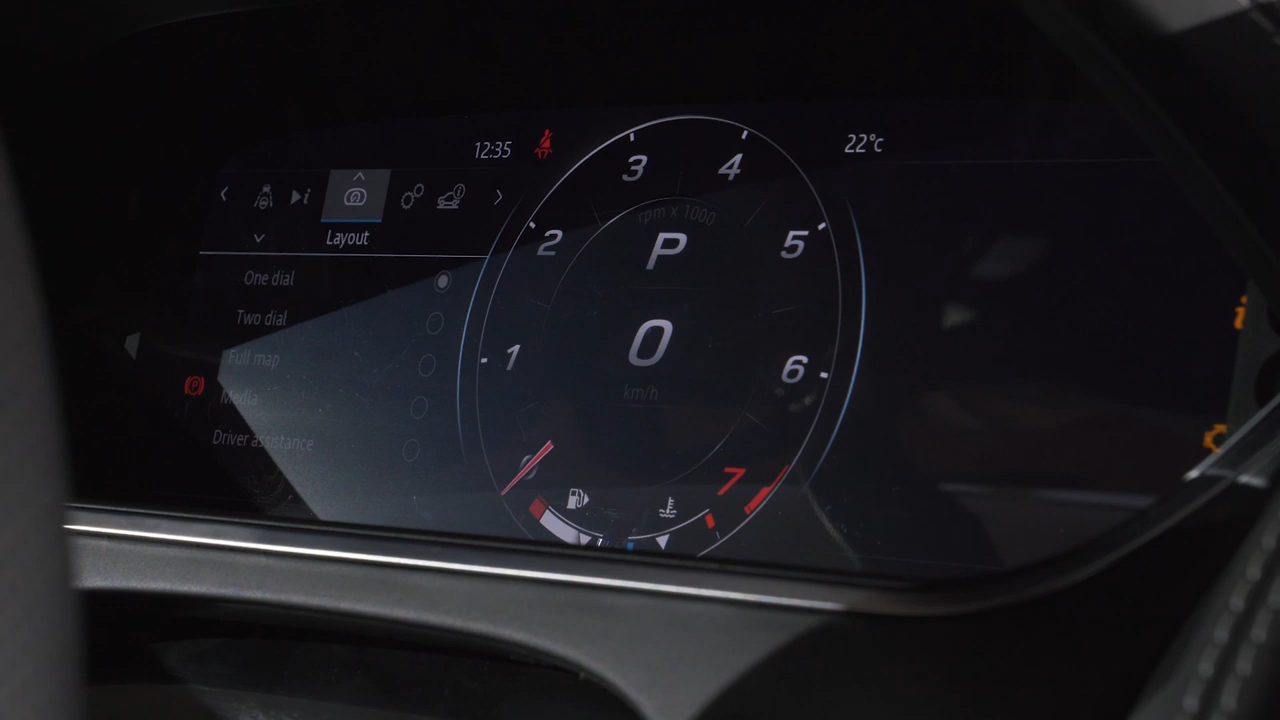 12:35
22°c
Layout
One dial
Two dial
Full map
Media
Driver assistance
3
4
rpm x 1000
2
P
5
0
1
km/h
6
0
7